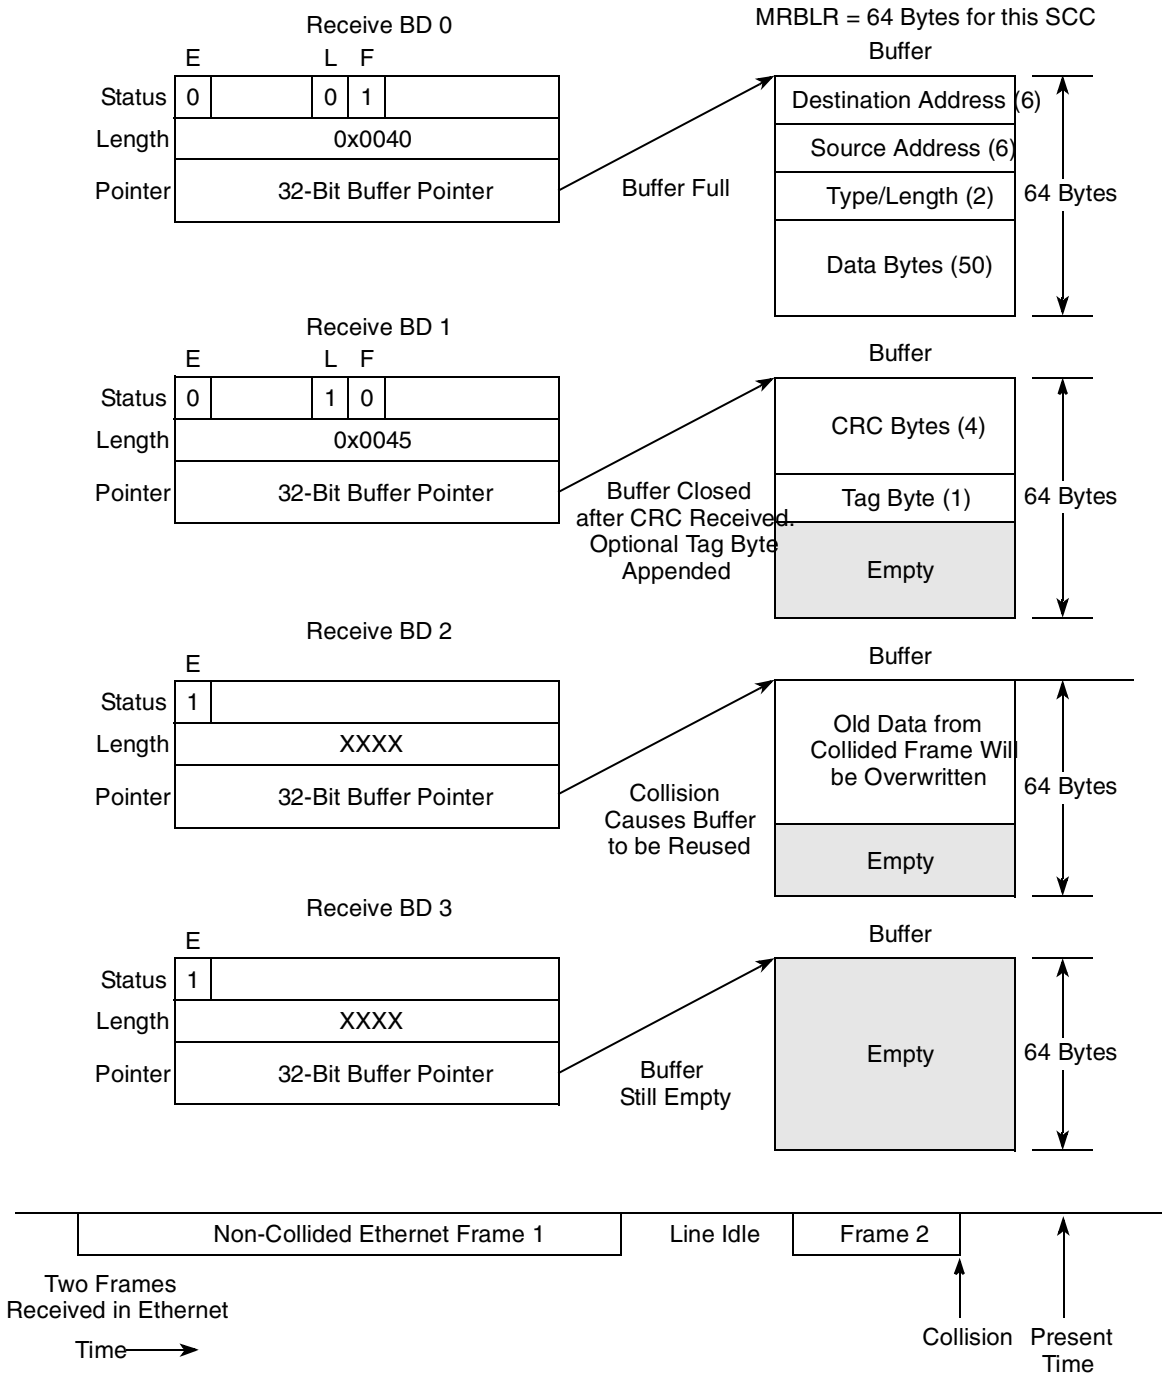 MRBLR = 64 Bytes for this SCC
Receive BD 0
Buffer
E L F
Status 0 0 1
Length 0x0040
Pointer 32-Bit Buffer Pointer
Buffer Full
Destination Address (6)
Source Address (6)
Type/Length (2)
64 Bytes
Data Bytes (50)
Receive BD 1
Buffer
E L F
Status 0 1 0
Length 0x0045
Pointer 32-Bit Buffer Pointer
Buffer Closed
after CRC Received.
Optional Tag Byte
Appended
CRC Bytes (4)
Tag Byte (1)
64 Bytes
Empty
Receive BD 2
Buffer
E
Status 1
Length XXXX
Pointer 32-Bit Buffer Pointer
Collision
Causes Buffer
to be Reused
Old Data from
Collided Frame Will
be Overwritten
64 Bytes
Empty
Receive BD 3
Buffer
E
Status 1
Length XXXX
Pointer 32-Bit Buffer Pointer
Buffer
Still Empty
Empty
64 Bytes
Non-Collided Ethernet Frame 1
Line Idle
Frame 2
Two Frames
Received in Ethernet
Time
Collision
Present
Time